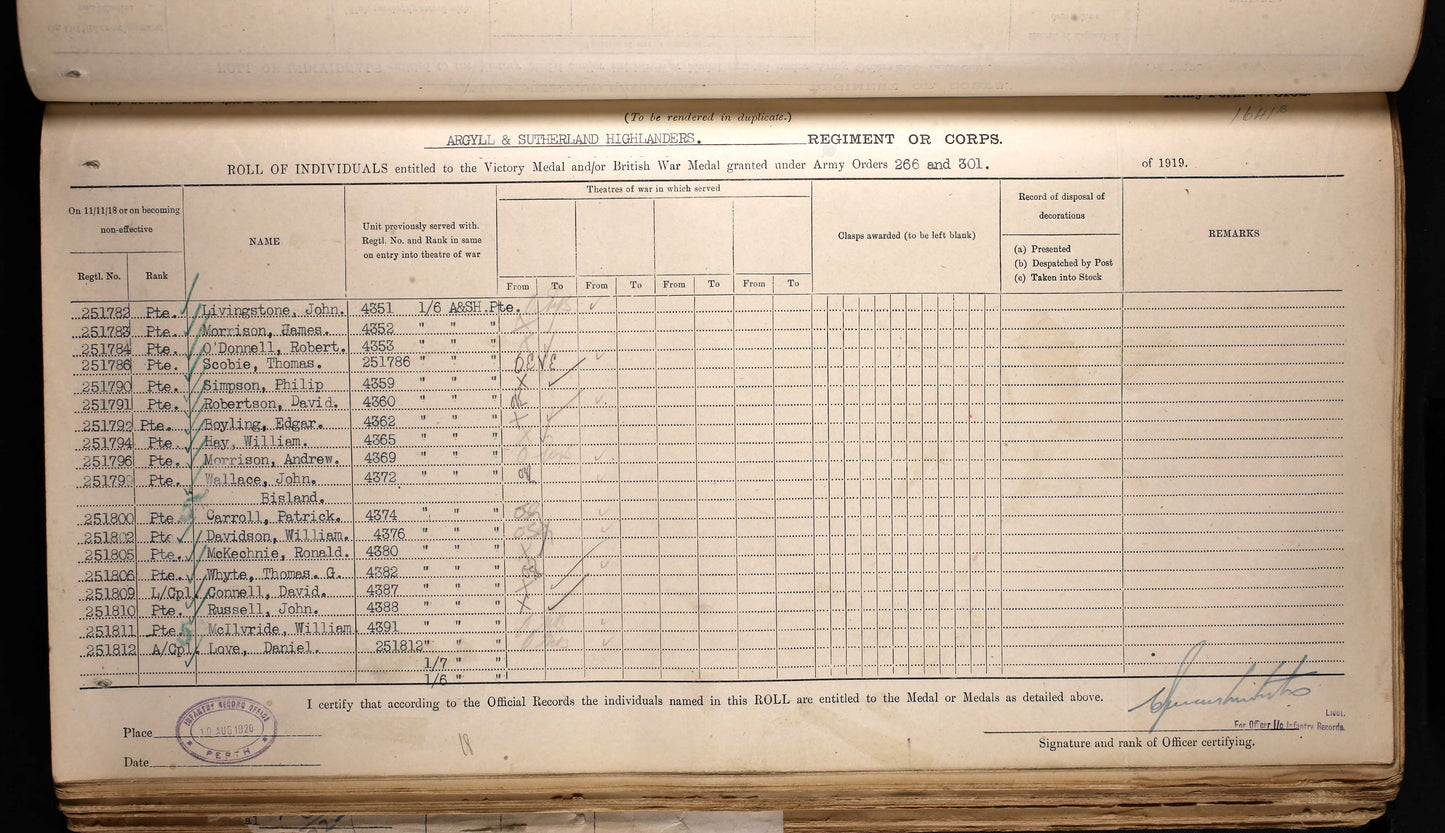 (To be rendered in duplicate.)
1641B
ARGYLL & SUTHERLAND HIGHLANDERS. REGIMENT OR CORPS.
ROLL OF INDIVIDUALS entitled to the Victory Medal and/or British War Medal granted under Army Orders 266 and 301. of 1919.
On 11/11/18 or on becoming non-effective
Regtl. No. Rank
NAME
Unit previously served with.
Regtl. No. and Rank in same
on entry into theatre of war
Theatres of war in which served
From To From To From To From To
Clasps awarded (to be left blank)
Record of disposal of
decorations
(a) Presented
(b) Despatched by Post
(c) Taken into Stock
REMARKS
251782 Pte. Livingstone, John. 4351 1/6 A&SH.Pte.
251783 Pte. Morrison, James. 4352 " " "
251784 Pte. O'Donnell, Robert. 4353 " " "
251786 Pte. Scobie, Thomas. 251786 " " "
251790 Pte. Simpson, Philip 4359 " " " X
251791 Pte. Robertson, David. 4360 " " "
251792 Pte. Boyling, Edgar. 4362 " " " X
251794 Pte. Hay, William. 4365 " " " X
251796 Pte. Morrison, Andrew. 4369 " " "
251799 Pte. Wallace, John. 4372 " " "
Bisland.
251800 Pte Carroll, Patrick. 4374 " " "
251802 Pte Davidson, William. 4376 " " "
251805 Pte. McKechnie, Ronald. 4380 " " " X
251806 Pte. Whyte, Thomas. G. 4382 " " "
251809 L/Cpl. Connell, David. 4387 " " " X
251810 Pte. Russell, John. 4388 " " " X
251811 Pte. McIlvride, William 4391 " " "
251812 A/Cpl. Love, Daniel. 251812 " " "
1/7 " "
1/6 " "
I certify that according to the Official Records the individuals named in this ROLL are entitled to the Medal or Medals as detailed above.
INFANTRY RECORD OFFICE
10 AUG 1920
PERTH
Place
Date
18
Lieut.
For Officer I/c Infantry Records.
Signature and rank of Officer certifying.